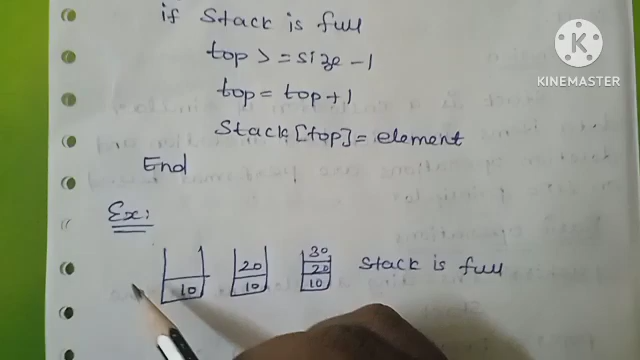 if Stack is full
top >= size-1
top = top+1
Stack[top] = element
End
Ex:
10
20
10
30
20
10
Stack is full
K
KINEMASTER